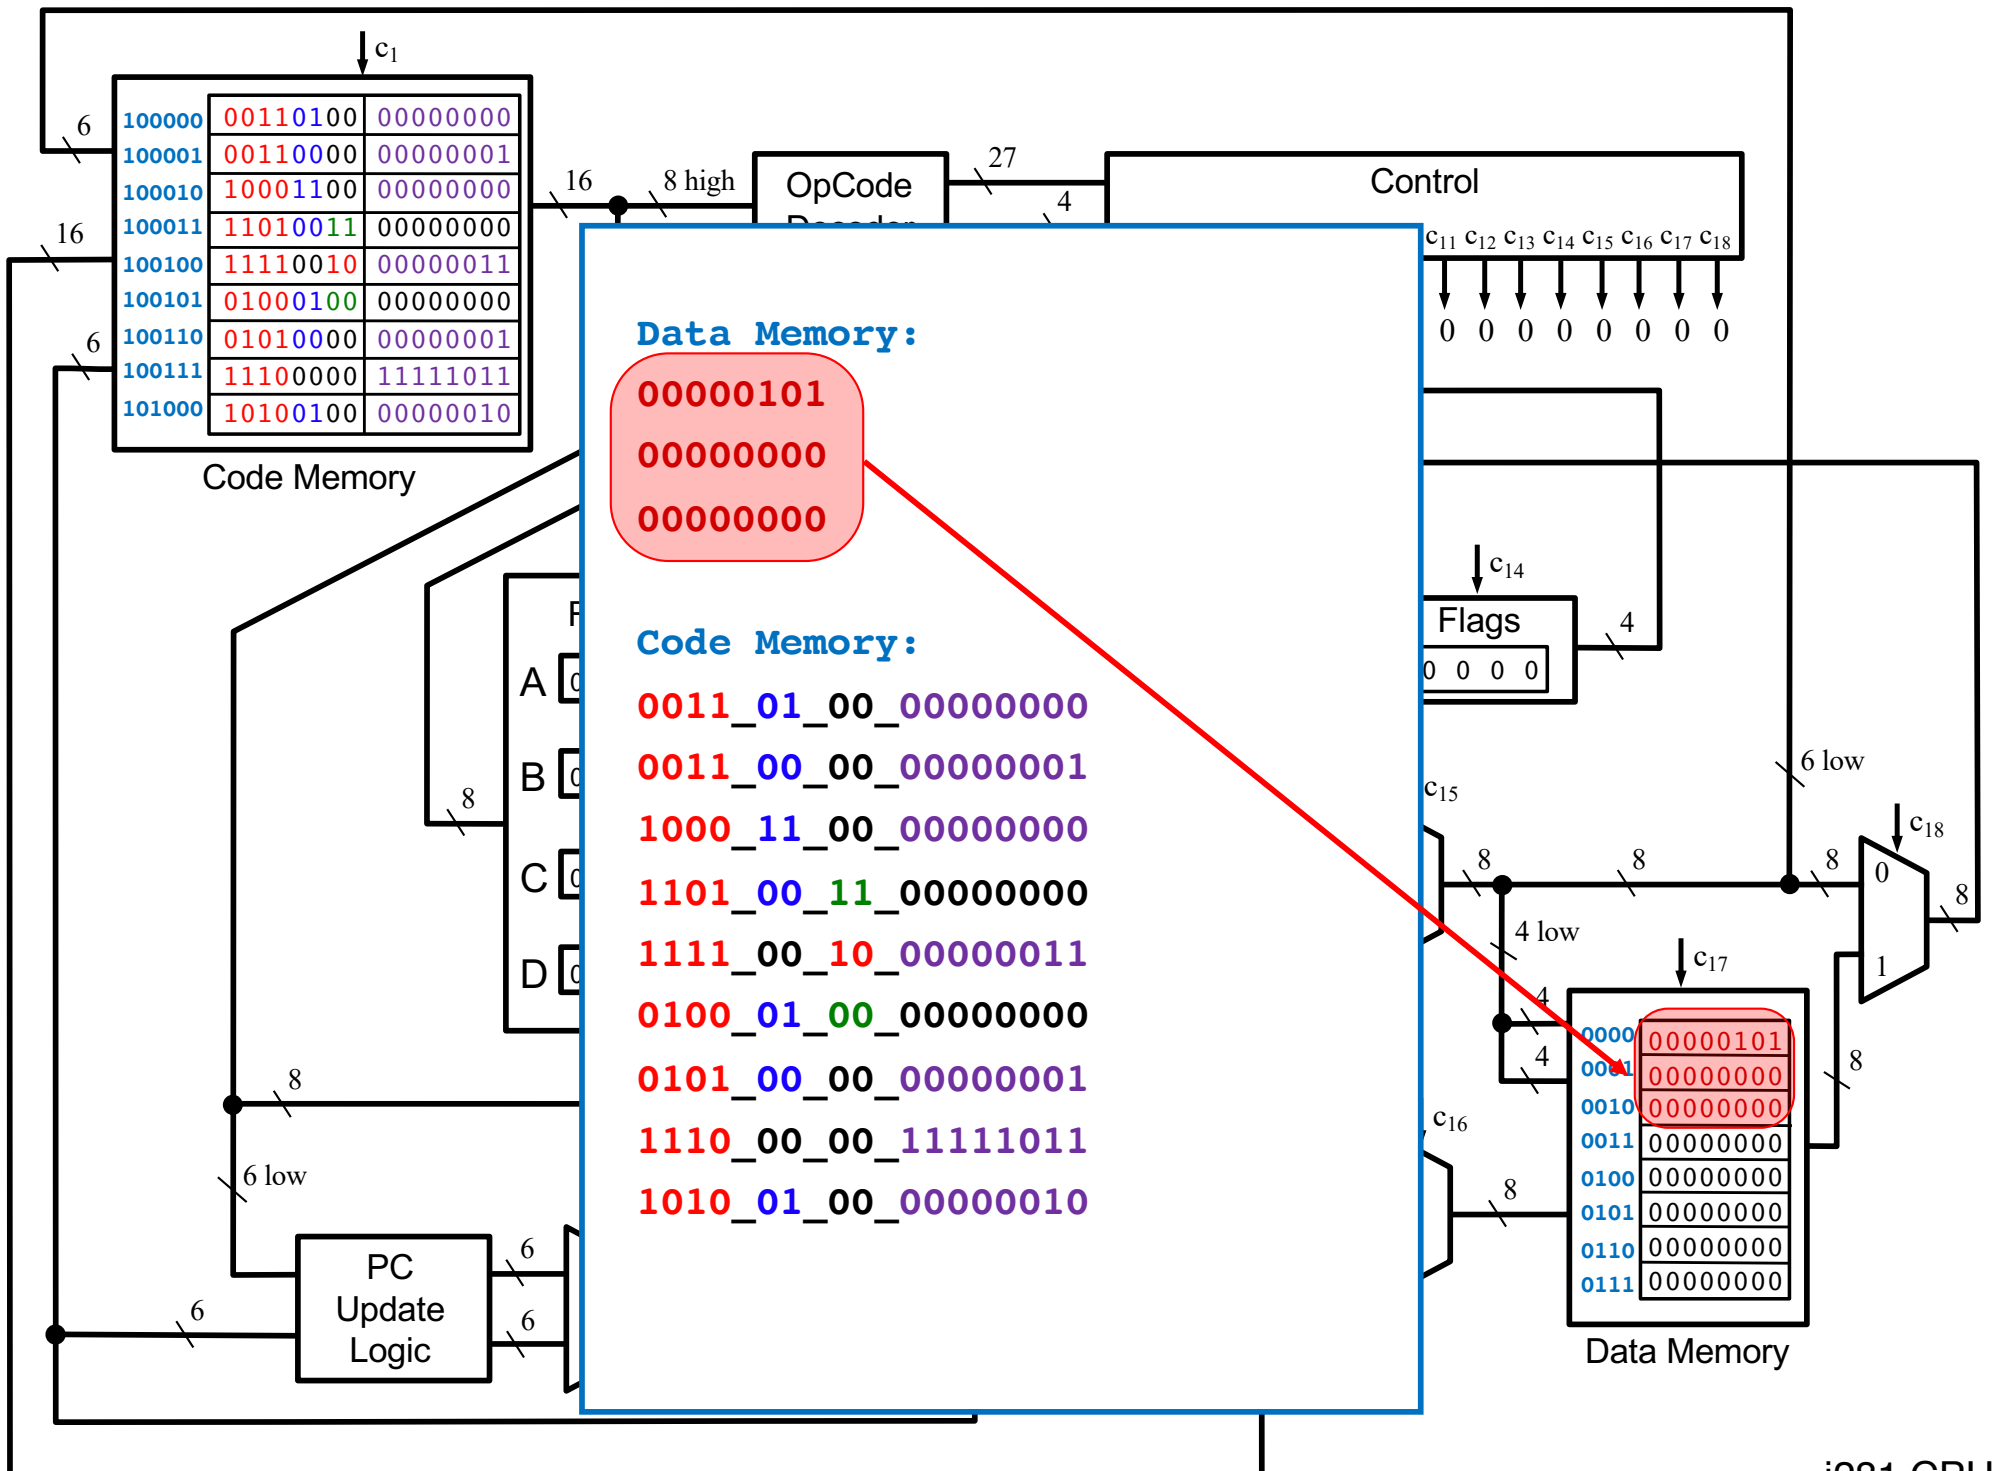 c1
100000 00110100 00000000
100001 00110000 00000001
100010 10001100 00000000
100011 11010011 00000000
100100 11110010 00000011
100101 01000100 00000000
100110 01010000 00000001
100111 11100000 11111011
101000 10100100 00000010
Code Memory
6
16
6
16
8 high
OpCode
Decoder
27
4
Control
c11 c12 c13 c14 c15 c16 c17 c18
0 0 0 0 0 0 0 0
Data Memory:
00000101
00000000
00000000
Code Memory:
0011_01_00_00000000
0011_00_00_00000001
1000_11_00_00000000
1101_00_11_00000000
1111_00_10_00000011
0100_01_00_00000000
0101_00_00_00000001
1110_00_00_11111011
1010_01_00_00000010
A
B
C
D
8
8
6 low
6
PC
Update
Logic
6
6
c14
Flags
0 0 0 0
4
c15
8
8
8
6 low
c18
0
1
8
4 low
4
4
c17
c16
8
8
0000 00000101
0001 00000000
0010 00000000
0011 00000000
0100 00000000
0101 00000000
0110 00000000
0111 00000000
Data Memory
i281 CPU